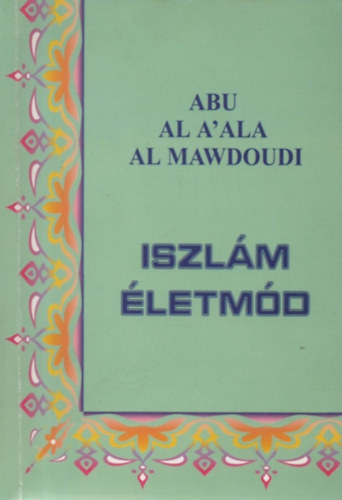 ABU
AL A'ALA
AL MAWDOUDI
ISZLÁM
ÉLETMÓD